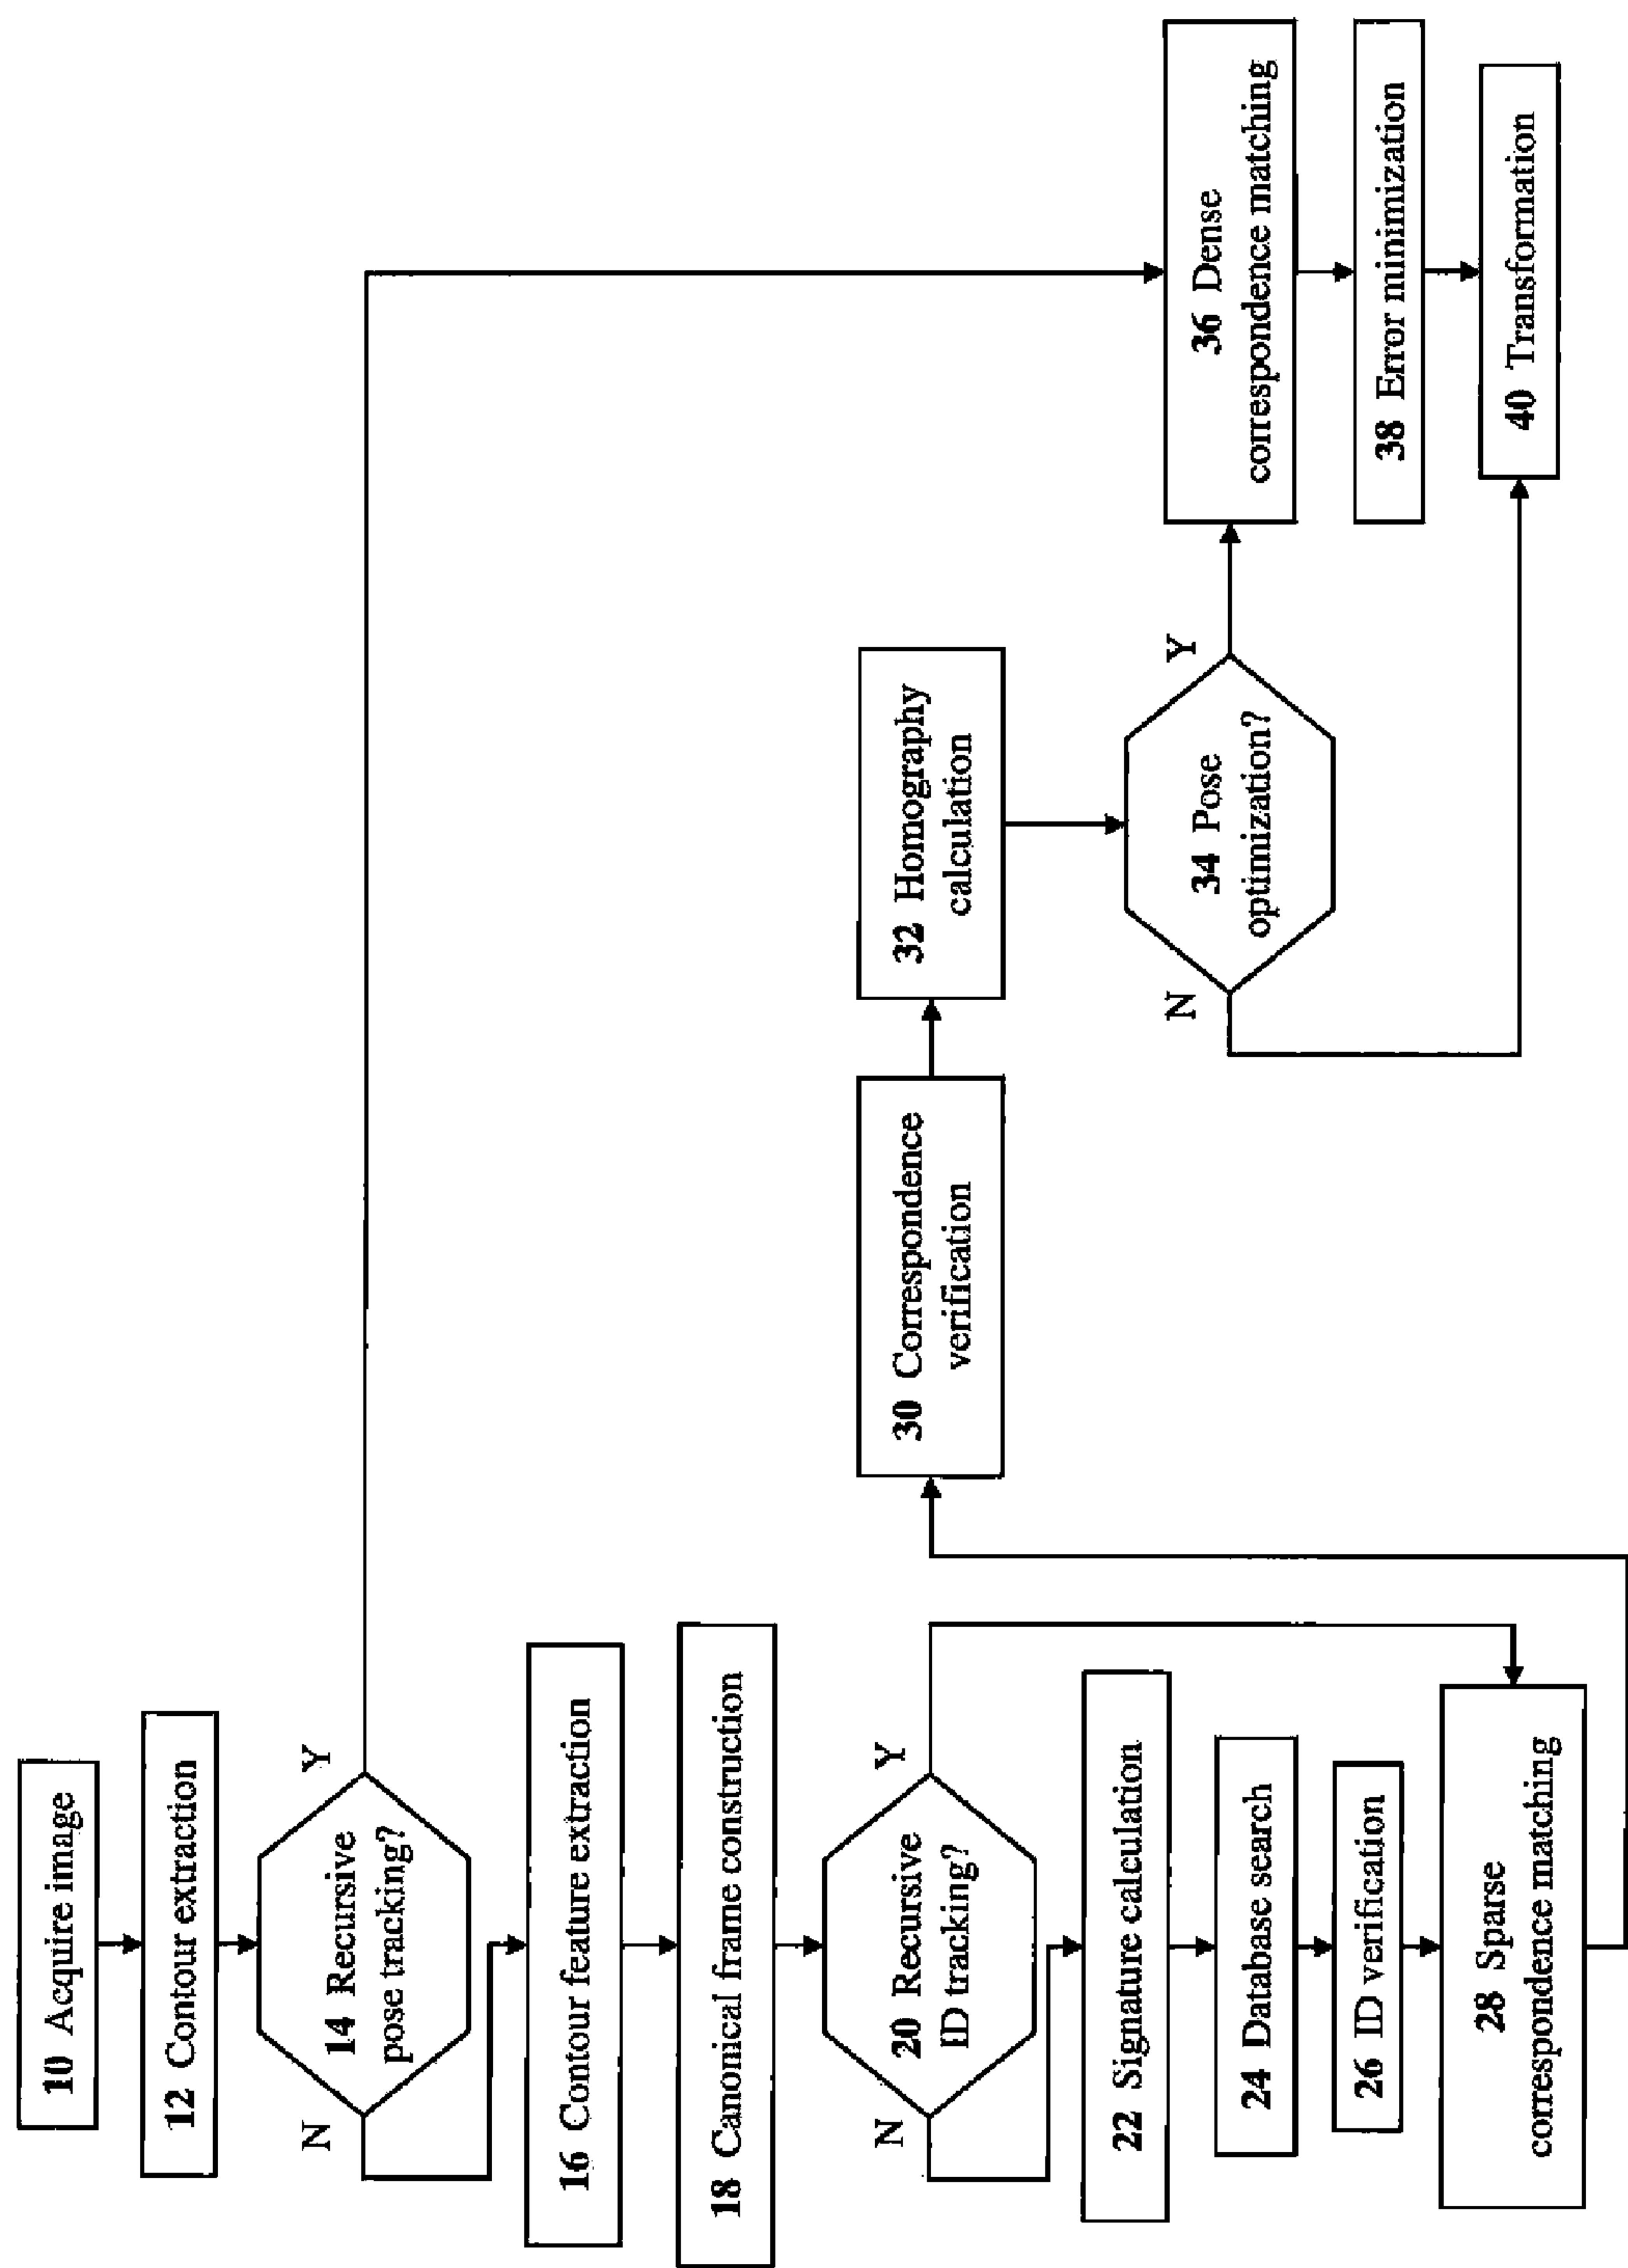 10 Acquire image
12 Contour extraction
14 Recursive
pose tracking?
N
Y
16 Contour feature extraction
18 Canonical frame construction
20 Recursive
ID tracking?
N
Y
22 Signature calculation
24 Database search
26 ID verification
28 Sparse
correspondence matching
30 Correspondence
verification
32 Homography
calculation
34 Pose
optimization?
N
Y
36 Dense
correspondence matching
38 Error minimization
40 Transformation